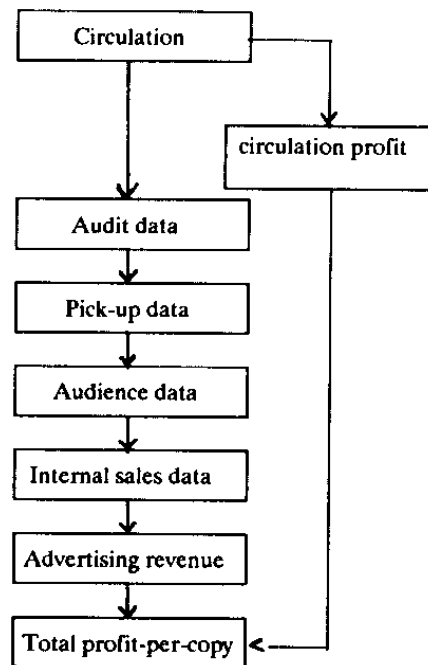 Circulation
circulation profit
Audit data
Pick-up data
Audience data
Internal sales data
Advertising revenue
Total profit-per-copy